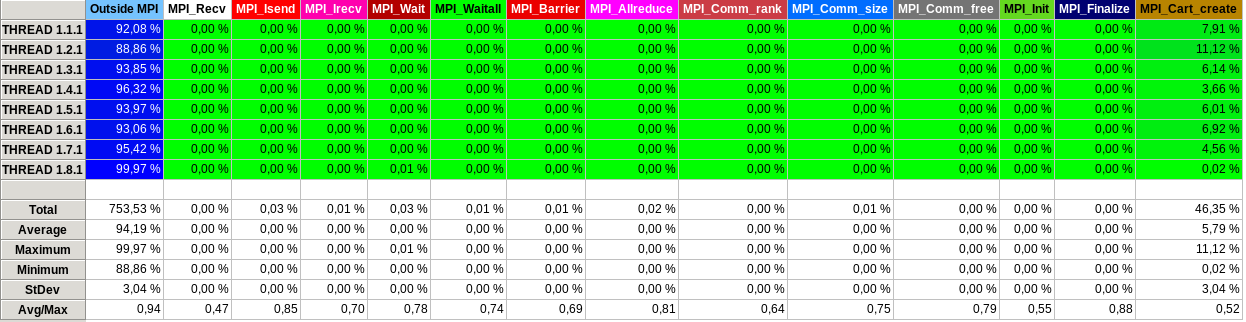 Outside MPI MPI_Recv MPI_Isend MPI_Irecv MPI_Wait MPI_Waitall MPI_Barrier MPI_Allreduce MPI_Comm_rank MPI_Comm_size MPI_Comm_free MPI_Init MPI_Finalize MPI_Cart_create
THREAD 1.1.1 92,08 % 0,00 % 0,00 % 0,00 % 0,00 % 0,00 % 0,00 % 0,00 % 0,00 % 0,00 % 0,00 % 0,00 % 0,00 % 7,91 %
THREAD 1.2.1 88,86 % 0,00 % 0,00 % 0,00 % 0,00 % 0,00 % 0,00 % 0,00 % 0,00 % 0,00 % 0,00 % 0,00 % 0,00 % 11,12 %
THREAD 1.3.1 93,85 % 0,00 % 0,00 % 0,00 % 0,00 % 0,00 % 0,00 % 0,00 % 0,00 % 0,00 % 0,00 % 0,00 % 0,00 % 6,14 %
THREAD 1.4.1 96,32 % 0,00 % 0,00 % 0,00 % 0,00 % 0,00 % 0,00 % 0,00 % 0,00 % 0,00 % 0,00 % 0,00 % 0,00 % 3,66 %
THREAD 1.5.1 93,97 % 0,00 % 0,00 % 0,00 % 0,00 % 0,00 % 0,00 % 0,00 % 0,00 % 0,00 % 0,00 % 0,00 % 0,00 % 6,01 %
THREAD 1.6.1 93,06 % 0,00 % 0,00 % 0,00 % 0,00 % 0,00 % 0,00 % 0,00 % 0,00 % 0,00 % 0,00 % 0,00 % 0,00 % 6,92 %
THREAD 1.7.1 95,42 % 0,00 % 0,00 % 0,00 % 0,00 % 0,00 % 0,00 % 0,00 % 0,00 % 0,00 % 0,00 % 0,00 % 0,00 % 4,56 %
THREAD 1.8.1 99,97 % 0,00 % 0,00 % 0,00 % 0,01 % 0,00 % 0,00 % 0,00 % 0,00 % 0,00 % 0,00 % 0,00 % 0,00 % 0,02 %
Total 753,53 % 0,00 % 0,03 % 0,01 % 0,03 % 0,01 % 0,01 % 0,02 % 0,00 % 0,01 % 0,00 % 0,00 % 0,00 % 46,35 %
Average 94,19 % 0,00 % 0,00 % 0,00 % 0,00 % 0,00 % 0,00 % 0,00 % 0,00 % 0,00 % 0,00 % 0,00 % 0,00 % 5,79 %
Maximum 99,97 % 0,00 % 0,00 % 0,00 % 0,01 % 0,00 % 0,00 % 0,00 % 0,00 % 0,00 % 0,00 % 0,00 % 0,00 % 11,12 %
Minimum 88,86 % 0,00 % 0,00 % 0,00 % 0,00 % 0,00 % 0,00 % 0,00 % 0,00 % 0,00 % 0,00 % 0,00 % 0,00 % 0,02 %
StDev 3,04 % 0,00 % 0,00 % 0,00 % 0,00 % 0,00 % 0,00 % 0,00 % 0,00 % 0,00 % 0,00 % 0,00 % 0,00 % 3,04 %
Avg/Max 0,94 0,47 0,85 0,70 0,78 0,74 0,69 0,81 0,64 0,75 0,79 0,55 0,88 0,52